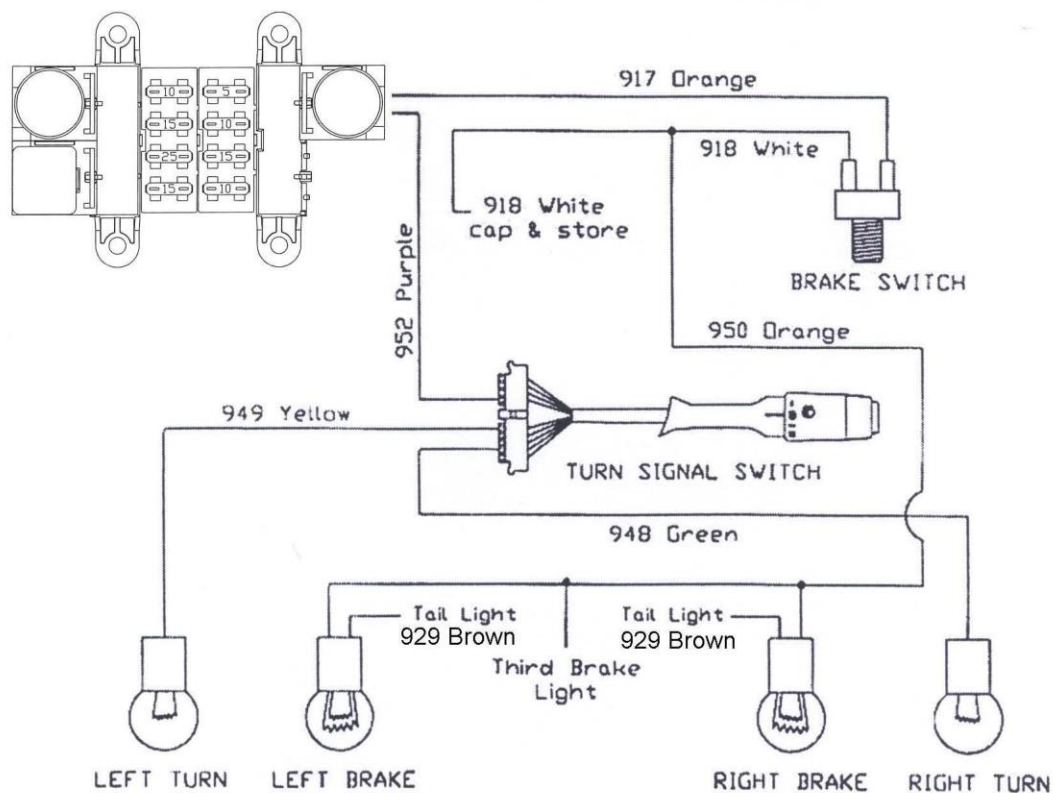 10 5
15 10
25 15
15 10
917 Orange
918 White
918 White
cap & store
BRAKE SWITCH
952 Purple
950 Orange
949 Yellow
TURN SIGNAL SWITCH
948 Green
Tail Light
929 Brown
Tail Light
929 Brown
Third Brake
Light
LEFT TURN
LEFT BRAKE
RIGHT BRAKE
RIGHT TURN